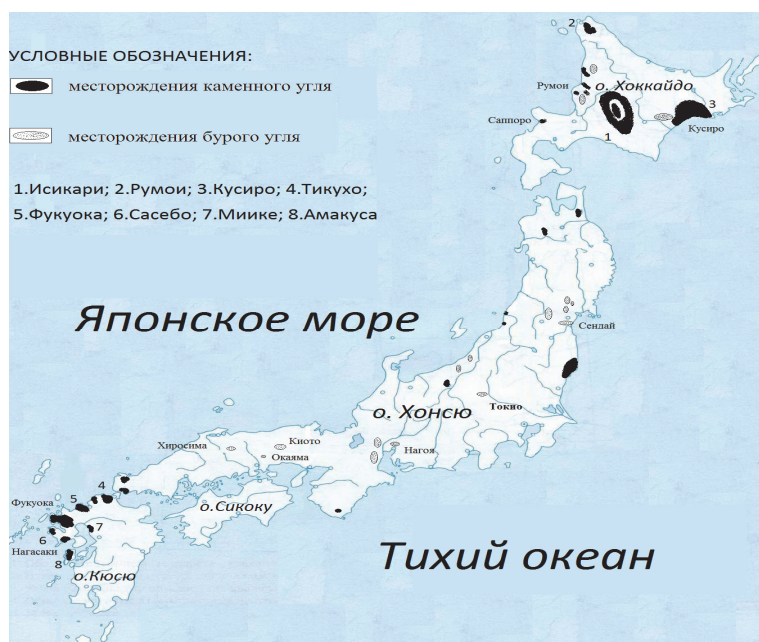 УСЛОВНЫЕ ОБОЗНАЧЕНИЯ:
месторождения каменного угля
месторождения бурого угля
1.Исикари; 2.Румои; 3.Кусиро; 4.Тикухо;
5.Фукуока; 6.Сасебо; 7.Миике; 8.Амакуса
2
о. Хоккайдо
Румои
3
Саппоро
Кусиро
1
Японское море
Сендай
о. Хонсю
Токио
Хиросима
Киото
Нагоя
Окаяма
4
Фукуока
5
о.Сикоку
7
6
Нагасаки
8
о.Кюсю
Тихий океан